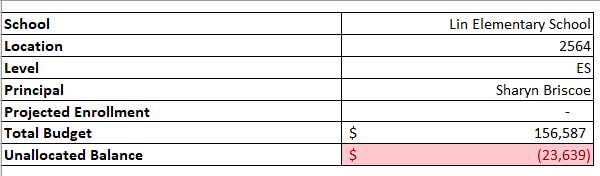 School Lin Elementary School
Location 2564
Level ES
Principal Sharyn Briscoe
Projected Enrollment -
Total Budget $ 156,587
Unallocated Balance $ (23,639)